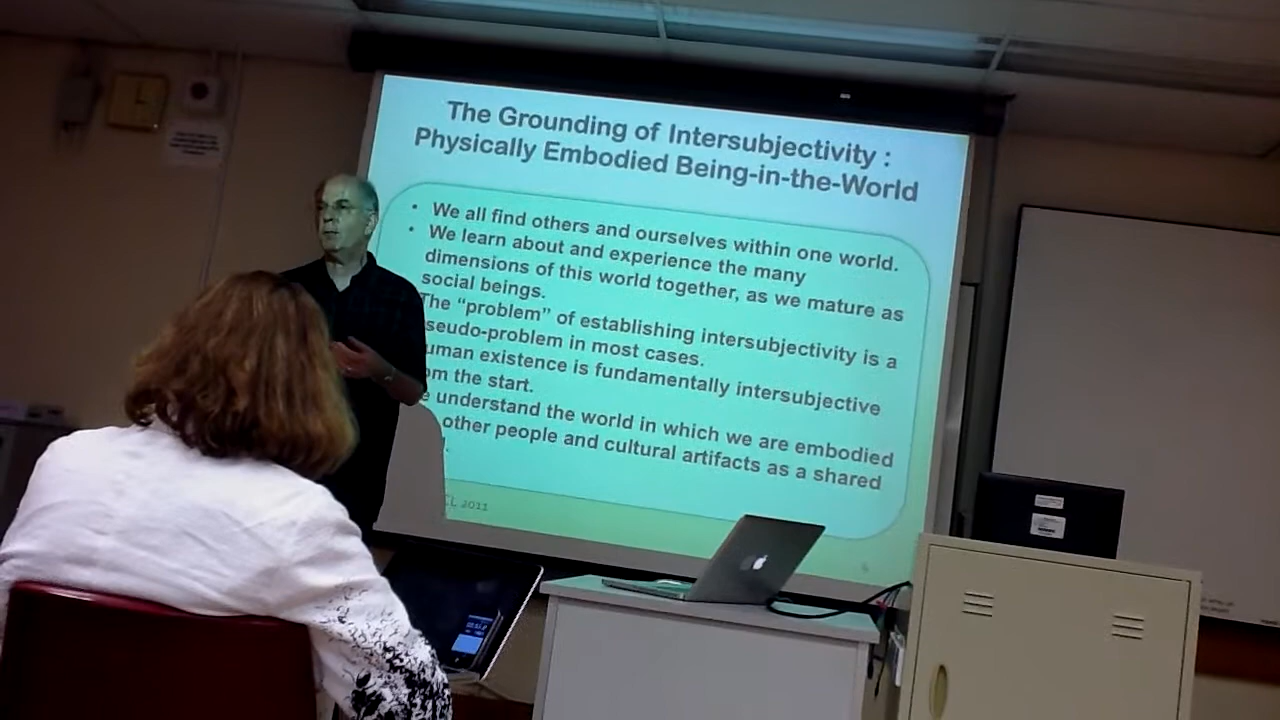 The Grounding of Intersubjectivity :
Physically Embodied Being-in-the-World
• We all find others and ourselves within one world.
• We learn about and experience the many
dimensions of this world together, as we mature as
social beings.
The “problem” of establishing intersubjectivity is a
seudo-problem in most cases.
uman existence is fundamentally intersubjective
om the start.
e understand the world in which we are embodied
other people and cultural artifacts as a shared
CL 2011